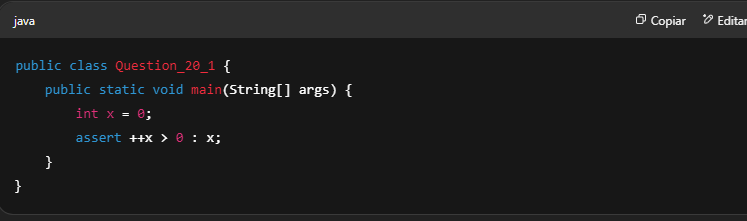 java Copiar Editar
public class Question_20_1 {
    public static void main(String[] args) {
        int x = 0;
        assert ++x > 0 : x;
    }
}